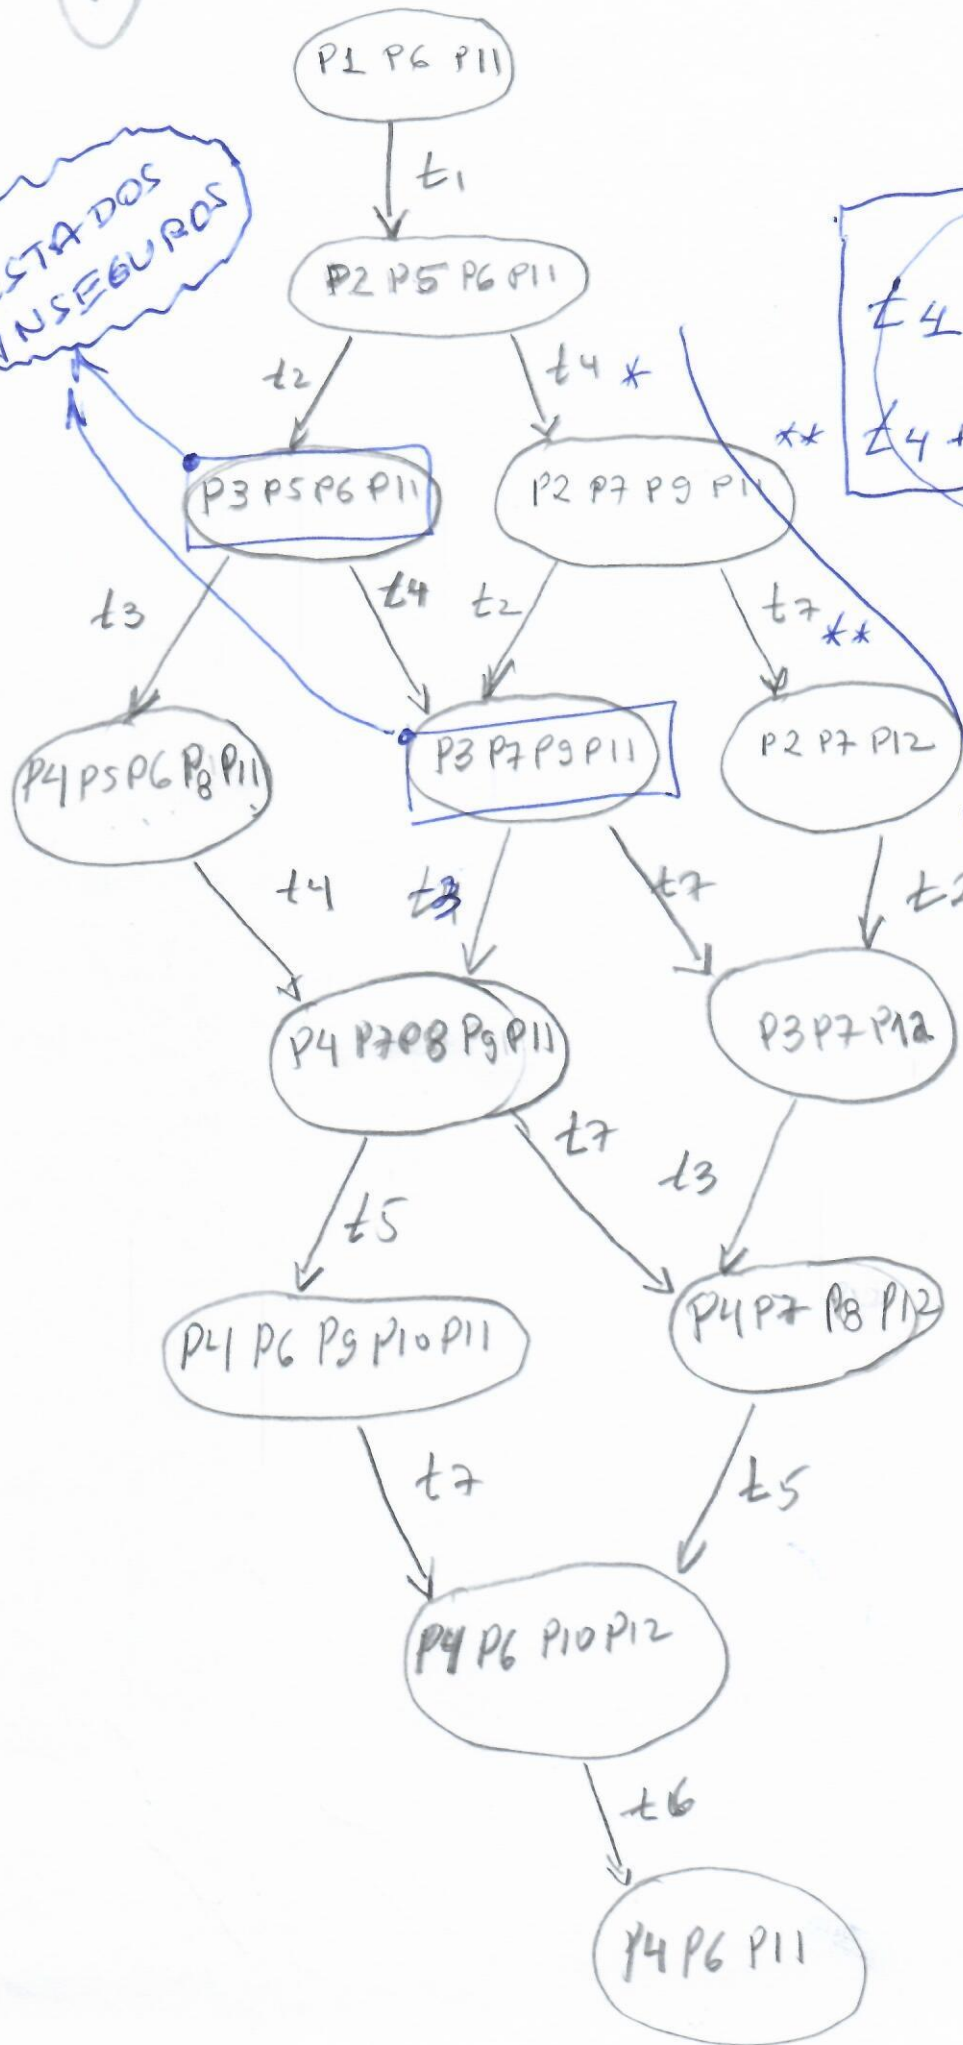 P1 P6 P11
t1
STADOS
INSEGUROS
P2 P5 P6 P11
t2
t4 *
t4
** t4 *
P3 P5 P6 P11
P2 P7 P9 P11
t3
t4
t2
t7 **
P4 P5 P6 P8 P11
P3 P7 P9 P11
P2 P7 P12
t4
t3
t7
t2
P4 P7 P8 P9 P11
P3 P7 P12
t5
t7
t3
P4 P6 P9 P10 P11
P4 P7 P8 P12
t7
t5
P4 P6 P10 P12
t6
P4 P6 P11